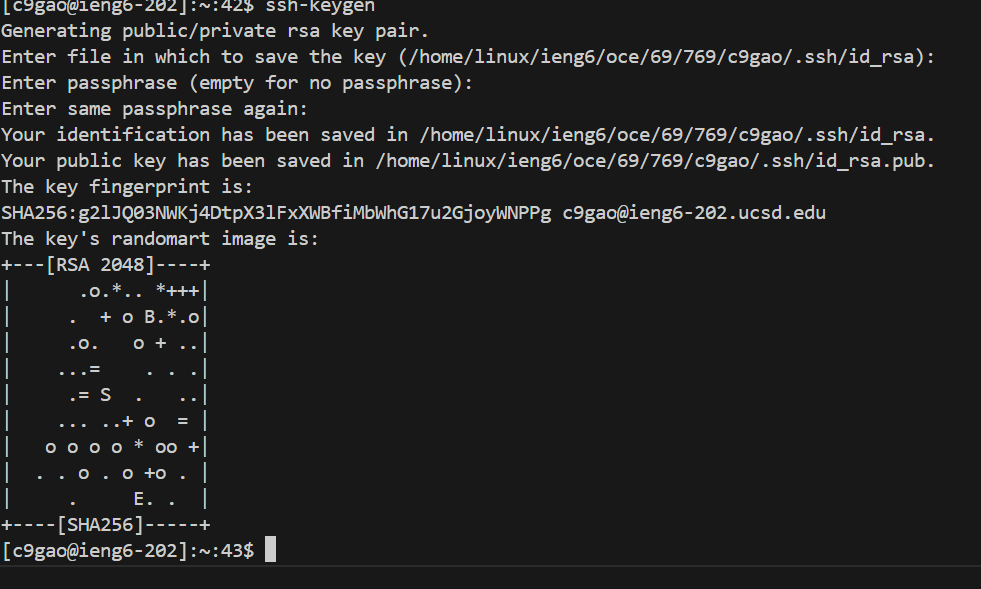 [c9gao@ieng6-202]:~:42$ ssh-keygen
Generating public/private rsa key pair.
Enter file in which to save the key (/home/linux/ieng6/oce/69/769/c9gao/.ssh/id_rsa):
Enter passphrase (empty for no passphrase):
Enter same passphrase again:
Your identification has been saved in /home/linux/ieng6/oce/69/769/c9gao/.ssh/id_rsa.
Your public key has been saved in /home/linux/ieng6/oce/69/769/c9gao/.ssh/id_rsa.pub.
The key fingerprint is:
SHA256:g2lJQ03NWKj4DtpX3lFxXWBfiMbWhG17u2GjoyWNPPg c9gao@ieng6-202.ucsd.edu
The key's randomart image is:
+---[RSA 2048]----+
|      .o.*.. *+++|
|     .  + o B.*.o|
|     .o.   o + ..|
|    ...=    . . .|
|     .= S  .   ..|
|    ... ..+ o  = |
|   o o o o * oo +|
|  . . o . o +o . |
|     .     E. .  |
+----[SHA256]-----+
[c9gao@ieng6-202]:~:43$